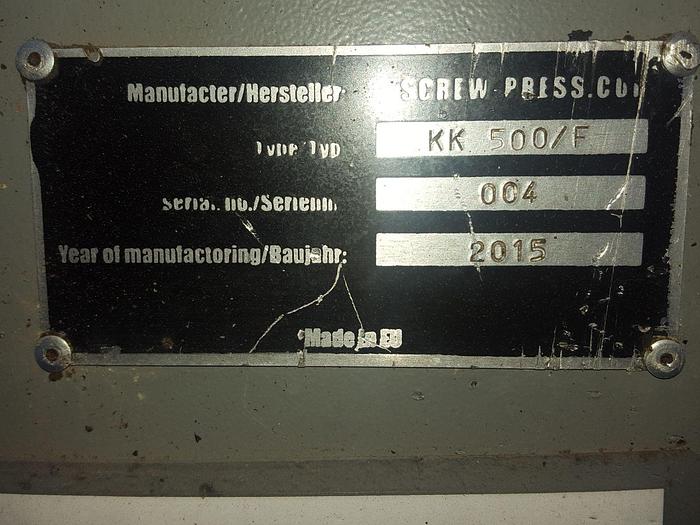 Manufacter/Hersteller SCREW PRESS.COM
Type/Typ KK 500/F
Serial no./Seriennr. 004
Year of manufactoring/Baujahr: 2015
Made in EU